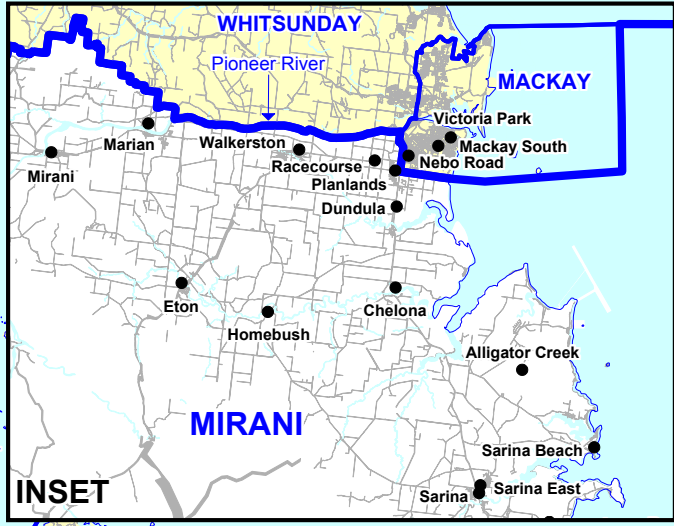 WHITSUNDAY
Pioneer River
MACKAY
Victoria Park
Marian
Walkerston
Mackay South
Racecourse
Nebo Road
Mirani
Planlands
Dundula
Eton
Chelona
Homebush
Alligator Creek
MIRANI
Sarina Beach
INSET
Sarina
Sarina East